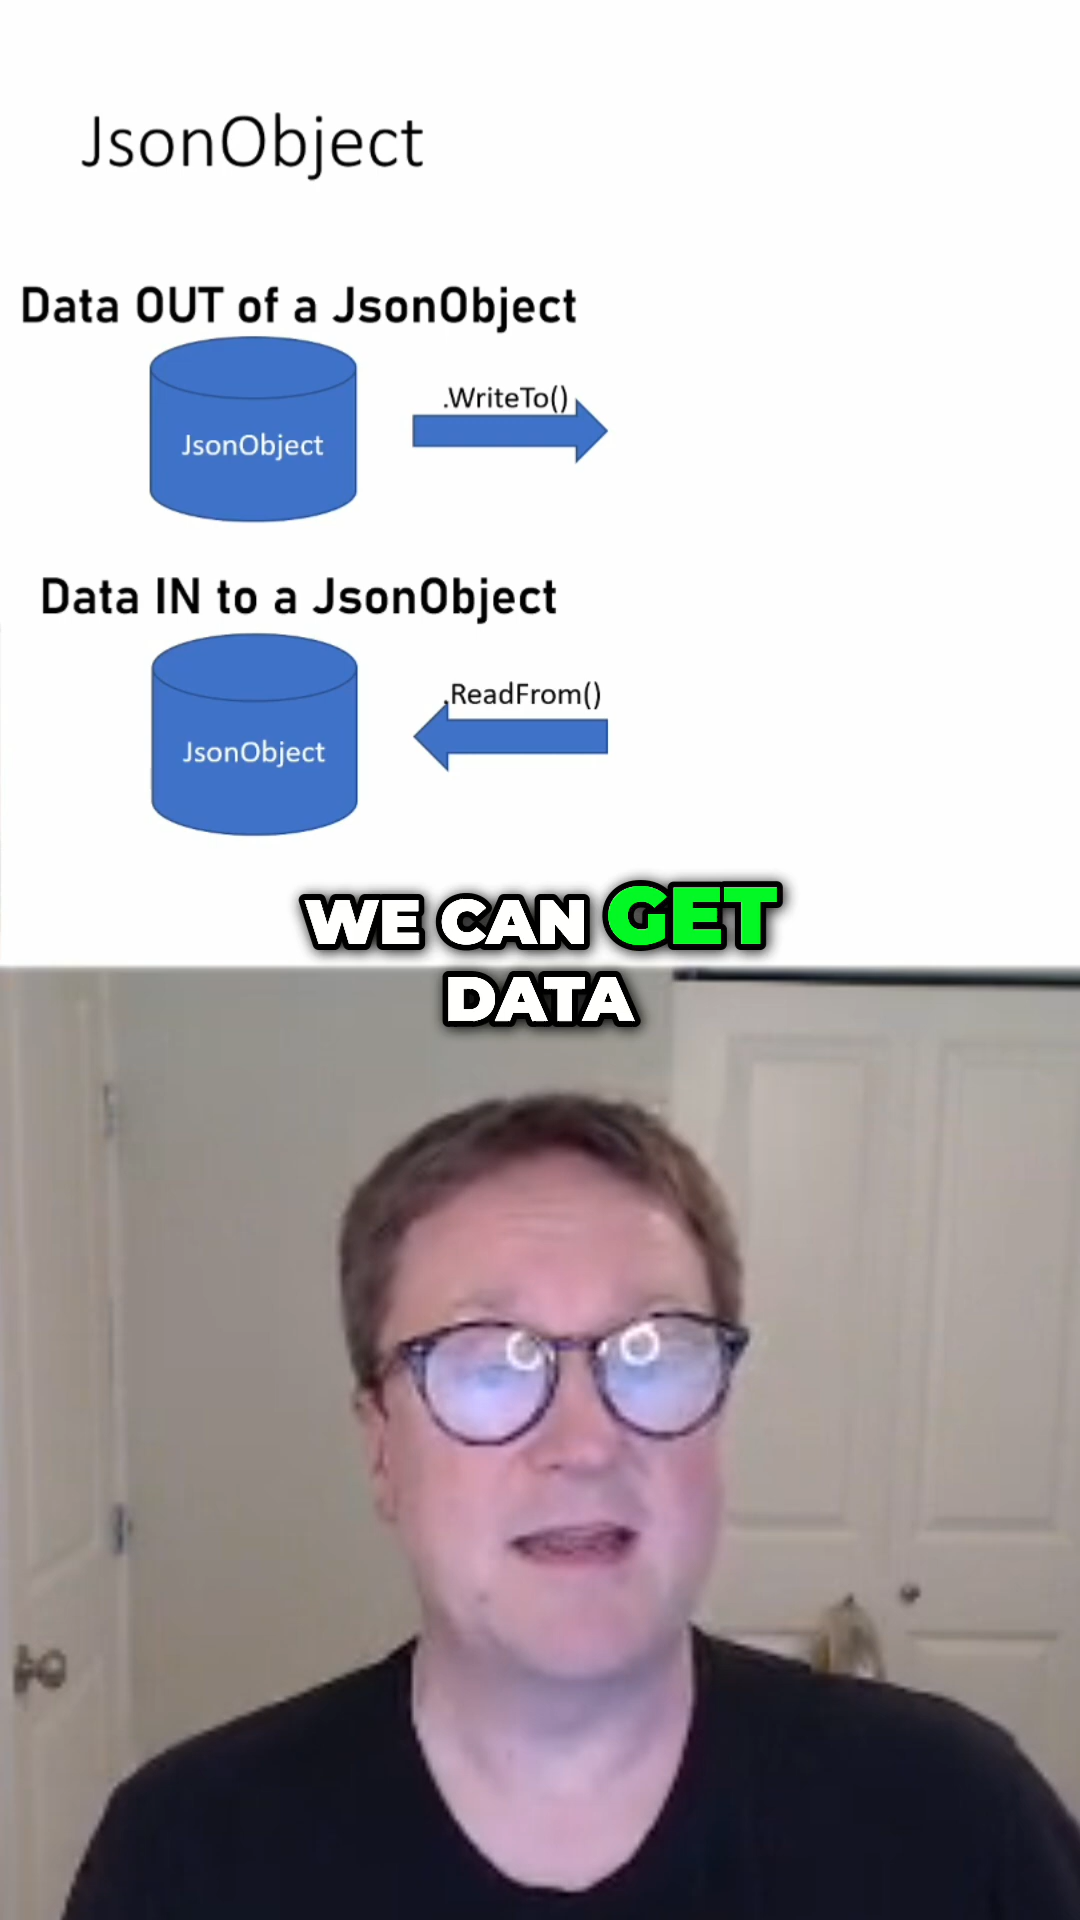 JsonObject
Data OUT of a JsonObject
.WriteTo()
JsonObject
Data IN to a JsonObject
.ReadFrom()
JsonObject
WE CAN GET
DATA